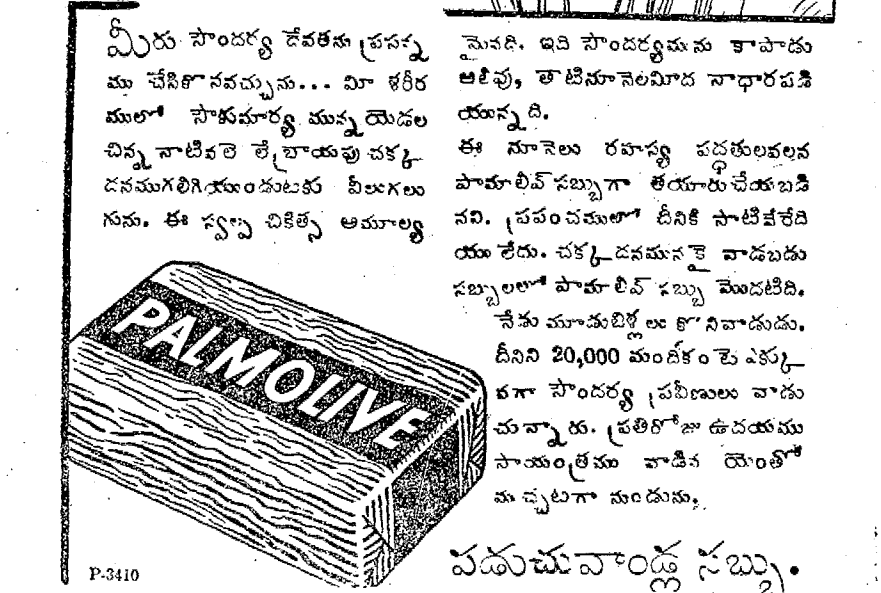 మీరు సౌందర్య దేవతను ప్రసన్న
ము చేసికొనవచ్చును... మీ శరీర
ములో సౌకుమార్య మున్న యెడల
చిన్న నాటివలె లేబ్రాయపు చక్క
దనముగలిగియుండుటకు వీలుగలు
గును. ఈ స్వల్ప చికిత్స అమూల్య
మైనది. ఇది సౌందర్యమును కాపాడు
ఆలివు, తాటినూనెలమీద నాధారపడి
యున్నది.
ఈ నూనెలు రహస్య పద్ధతులవలన
పామాలీవ్ సబ్బుగా తయారుచేయబడి
నవి. ప్రపంచములో దీనికి సాటివేరేది
యు లేదు. చక్కదనమునకై వాడబడు
సబ్బులలో పామాలీవ్ సబ్బు మొదటిది.
నేడు మూడుబిళ్లలు కొనివాడుడు.
దీనిని 20,000 మందికంటె ఎక్కు
వగా సౌందర్య ప్రవీణులు వాడు
చున్నారు. ప్రతిరోజు ఉదయము
సాయంత్రము వాడిన యెంతో
ముచ్చటగా నుండును.
PALMOLIVE
P-3410
పడుచువాండ్ల సబ్బు.